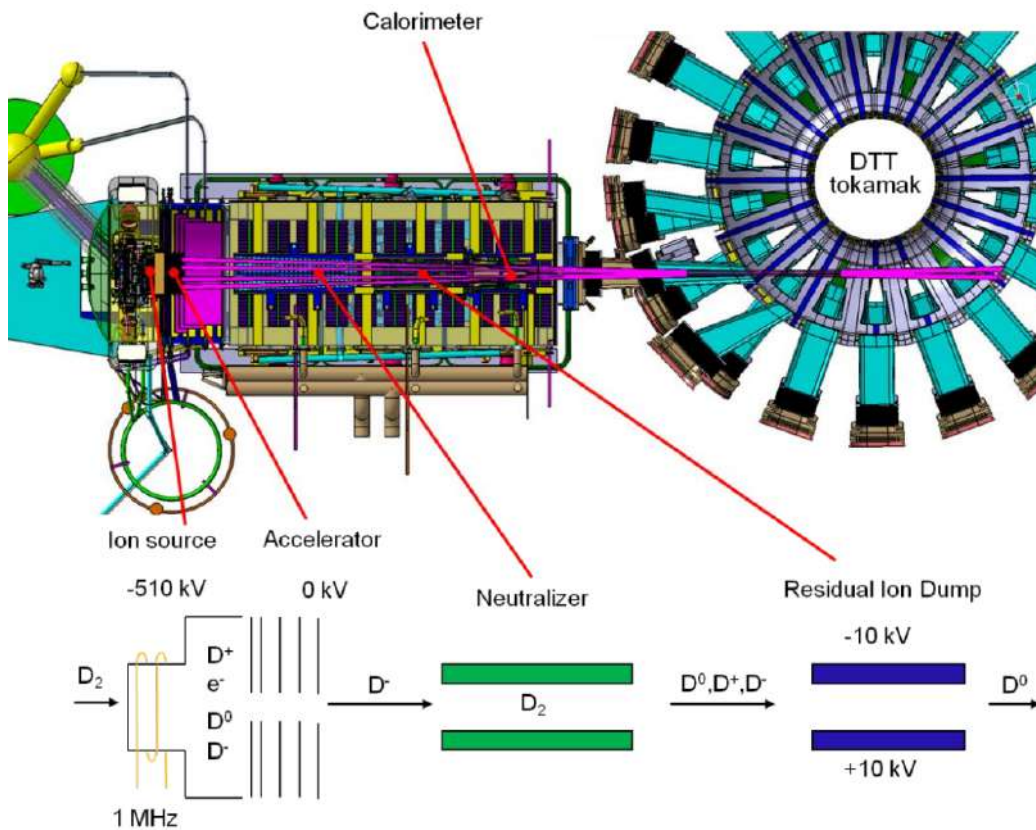 Calorimeter
DTT
tokamak
Ion source
Accelerator
-510 kV
0 kV
Neutralizer
Residual Ion Dump
-10 kV
D₂
D⁺
e⁻
D⁰
D⁻
D⁻
D₂
D⁰,D⁺,D⁻
D⁰
+10 kV
1 MHz